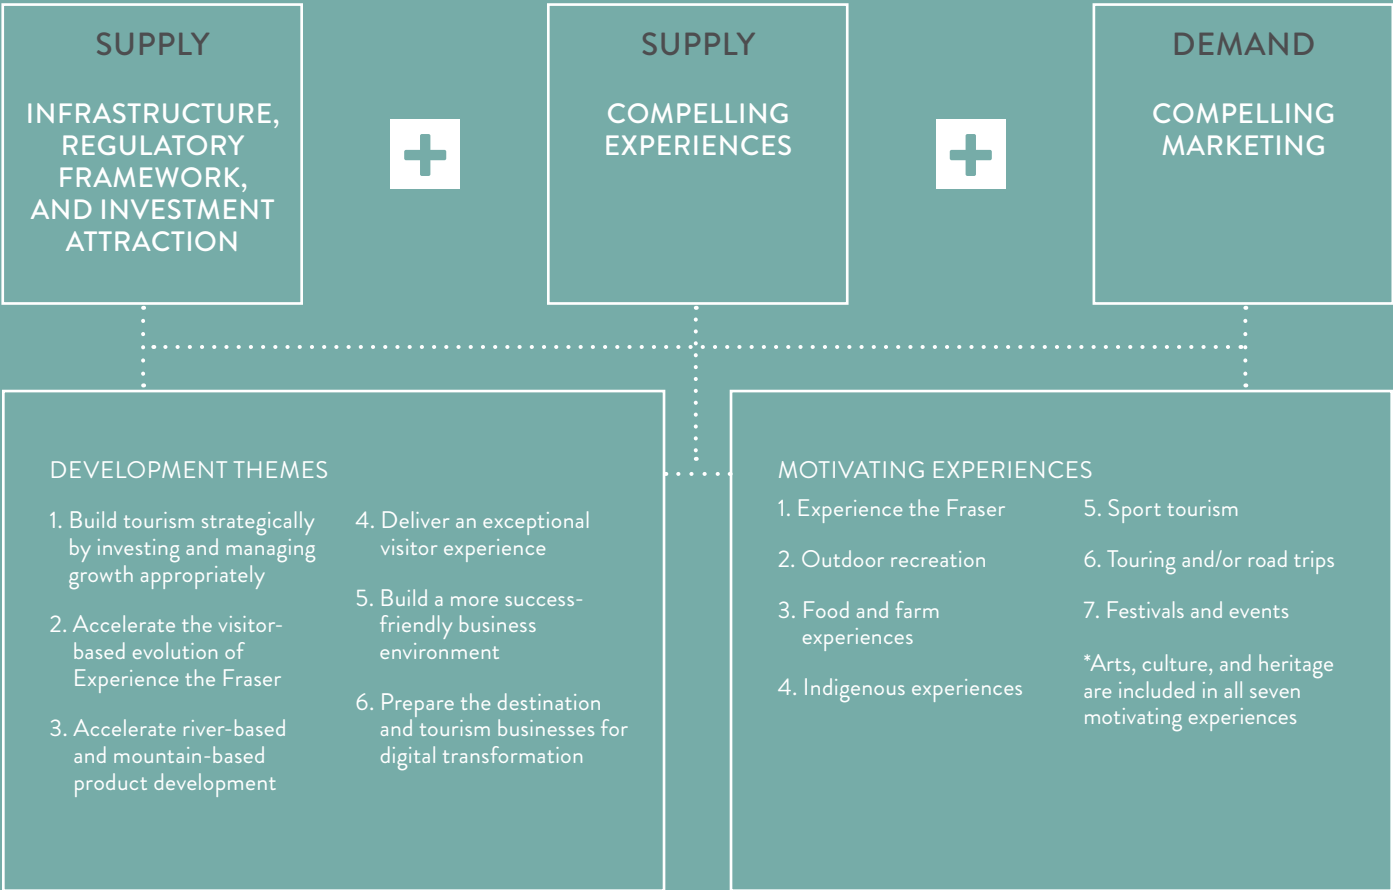 SUPPLY
INFRASTRUCTURE,
REGULATORY
FRAMEWORK,
AND INVESTMENT
ATTRACTION
+
SUPPLY
COMPELLING
EXPERIENCES
+
DEMAND
COMPELLING
MARKETING
DEVELOPMENT THEMES
1. Build tourism strategically
by investing and managing
growth appropriately
2. Accelerate the visitor-
based evolution of
Experience the Fraser
3. Accelerate river-based
and mountain-based
product development
4. Deliver an exceptional
visitor experience
5. Build a more success-
friendly business
environment
6. Prepare the destination
and tourism businesses for
digital transformation
MOTIVATING EXPERIENCES
1. Experience the Fraser
2. Outdoor recreation
3. Food and farm
experiences
4. Indigenous experiences
5. Sport tourism
6. Touring and/or road trips
7. Festivals and events
*Arts, culture, and heritage
are included in all seven
motivating experiences